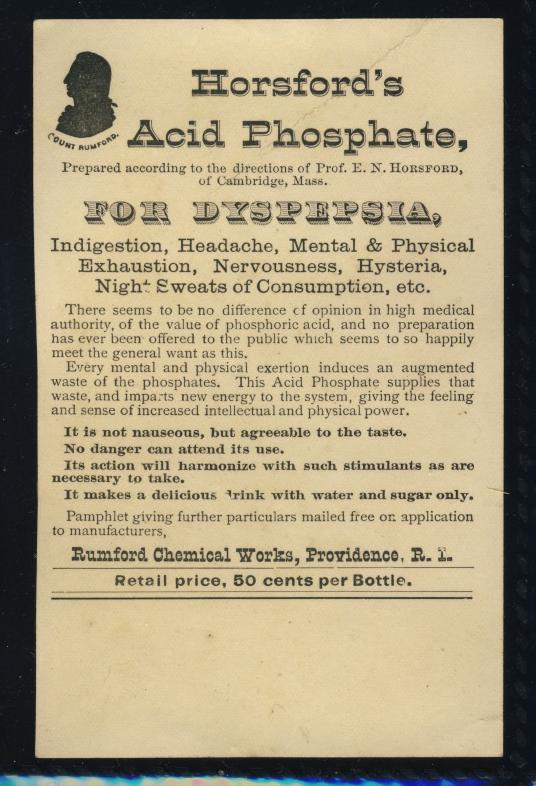 COUNT RUMFORD.
Horsford's
Acid Phosphate,
Prepared according to the directions of Prof. E. N. HORSFORD,
of Cambridge, Mass.
FOR DYSPEPSIA,
Indigestion, Headache, Mental & Physical
Exhaustion, Nervousness, Hysteria,
Night Sweats of Consumption, etc.
There seems to be no difference of opinion in high medical
authority, of the value of phosphoric acid, and no preparation
has ever been offered to the public which seems to so happily
meet the general want as this.
Every mental and physical exertion induces an augmented
waste of the phosphates. This Acid Phosphate supplies that
waste, and imparts new energy to the system, giving the feeling
and sense of increased intellectual and physical power.
It is not nauseous, but agreeable to the taste.
No danger can attend its use.
Its action will harmonize with such stimulants as are
necessary to take.
It makes a delicious drink with water and sugar only.
Pamphlet giving further particulars mailed free on application
to manufacturers,
Rumford Chemical Works, Providence, R. I.
Retail price, 50 cents per Bottle.